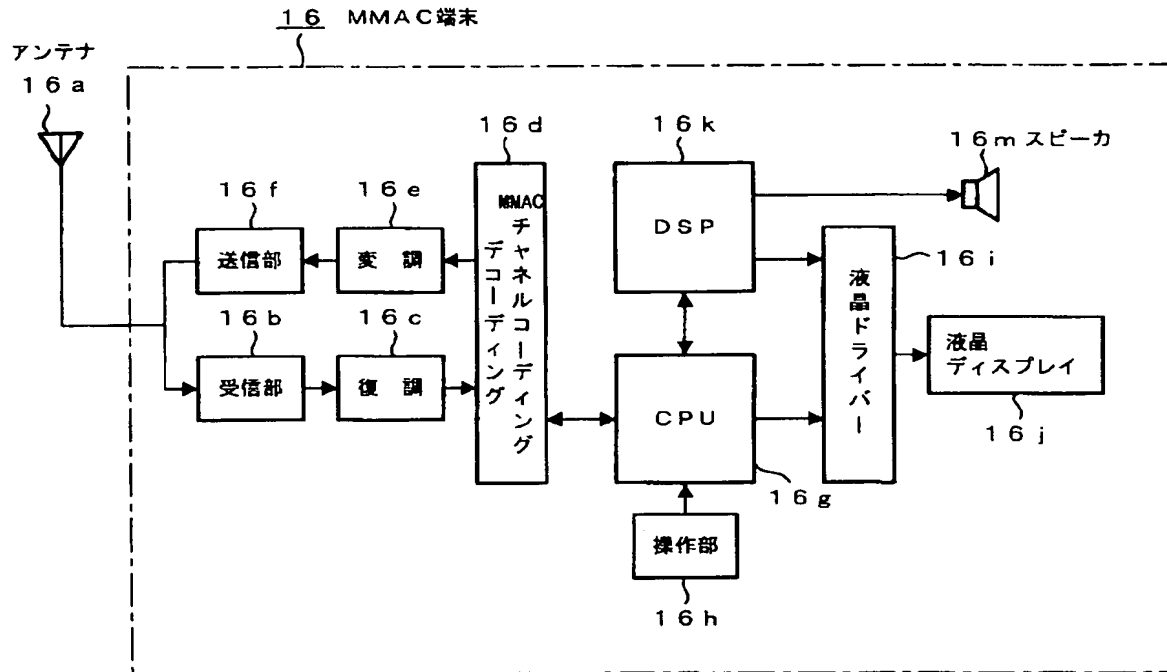 16 MMAC端末
アンテナ
16a
16d
16k
16mスピーカ
16f
16e
MMAC
チャネルコーディング
デコーディング
DSP
送信部
変調
液晶ドライバー
16i
16b
16c
液晶
ディスプレイ
受信部
復調
CPU
16j
16g
操作部
16h